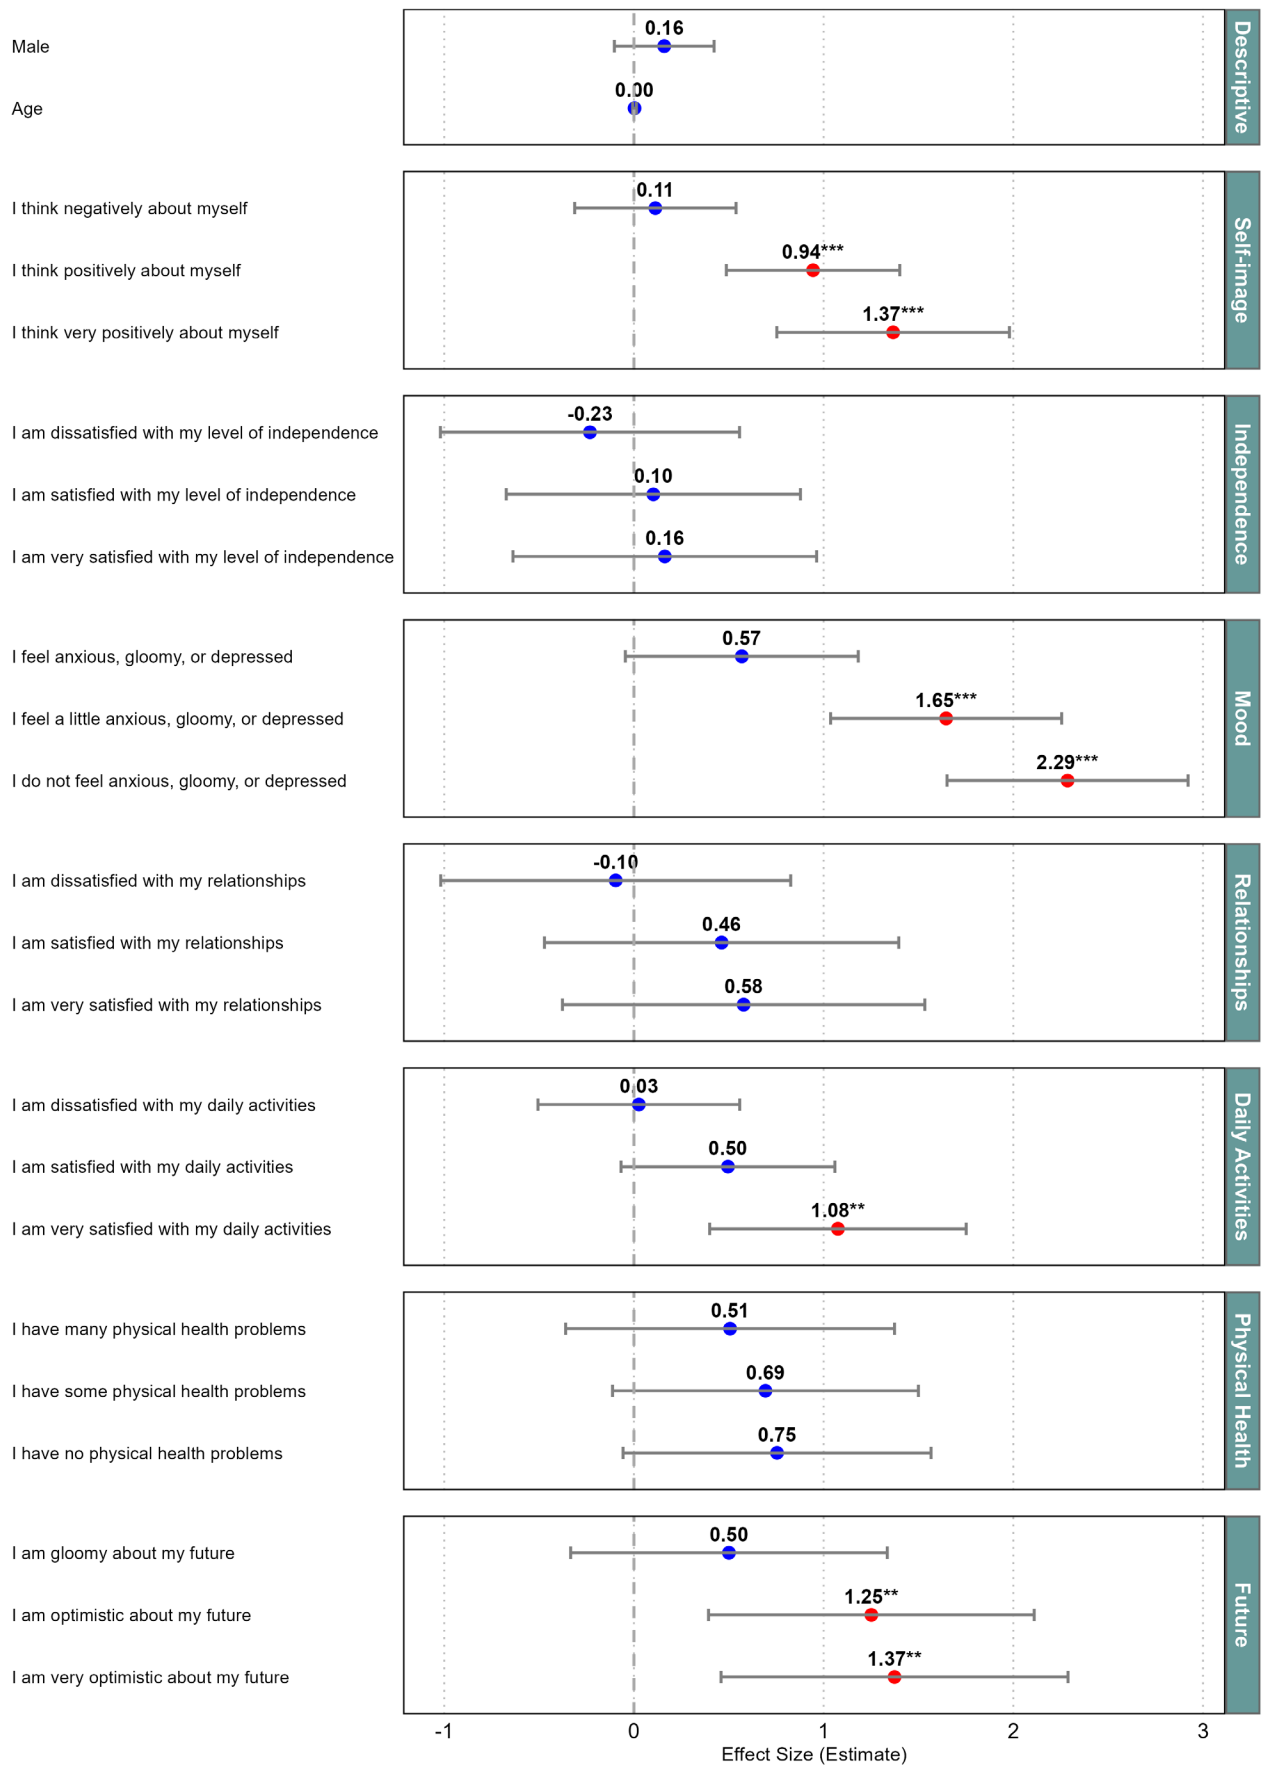 Descriptive
Male 0.16
Age 0.00
Self-image
I think negatively about myself 0.11
I think positively about myself 0.94***
I think very positively about myself 1.37***
Independence
I am dissatisfied with my level of independence -0.23
I am satisfied with my level of independence 0.10
I am very satisfied with my level of independence 0.16
Mood
I feel anxious, gloomy, or depressed 0.57
I feel a little anxious, gloomy, or depressed 1.65***
I do not feel anxious, gloomy, or depressed 2.29***
Relationships
I am dissatisfied with my relationships -0.10
I am satisfied with my relationships 0.46
I am very satisfied with my relationships 0.58
Daily Activities
I am dissatisfied with my daily activities 0.03
I am satisfied with my daily activities 0.50
I am very satisfied with my daily activities 1.08**
Physical Health
I have many physical health problems 0.51
I have some physical health problems 0.69
I have no physical health problems 0.75
Future
I am gloomy about my future 0.50
I am optimistic about my future 1.25**
I am very optimistic about my future 1.37**
-1 0 1 2 3
Effect Size (Estimate)